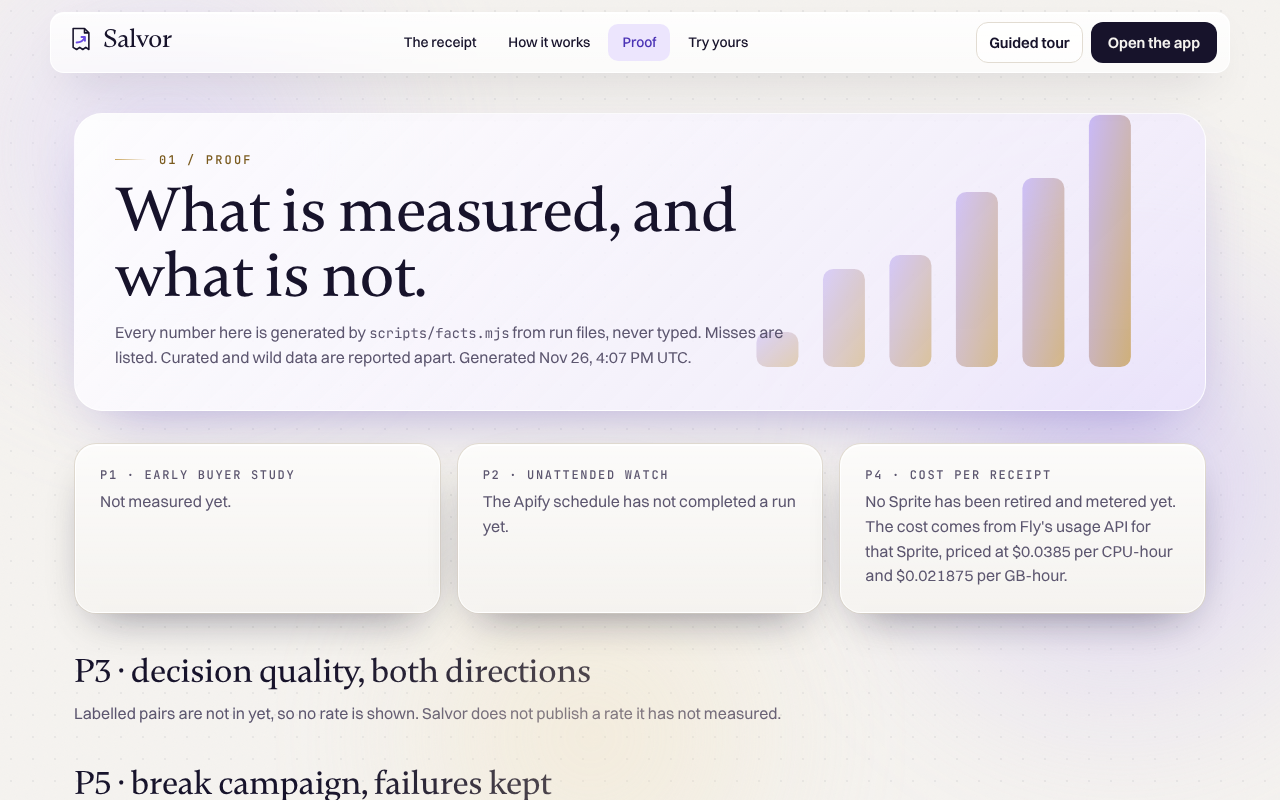 Salvor
The receipt
How it works
Proof
Try yours
Guided tour
Open the app
01 / PROOF
What is measured, and
what is not.
Every number here is generated by scripts/facts.mjs from run files, never typed. Misses are
listed. Curated and wild data are reported apart. Generated Nov 26, 4:07 PM UTC.
P1 · EARLY BUYER STUDY
Not measured yet.
P2 · UNATTENDED WATCH
The Apify schedule has not completed a run
yet.
P4 · COST PER RECEIPT
No Sprite has been retired and metered yet.
The cost comes from Fly's usage API for
that Sprite, priced at $0.0385 per CPU-hour
and $0.021875 per GB-hour.
P3 · decision quality, both directions
Labelled pairs are not in yet, so no rate is shown. Salvor does not publish a rate it has not measured.
P5 · break campaign, failures kept